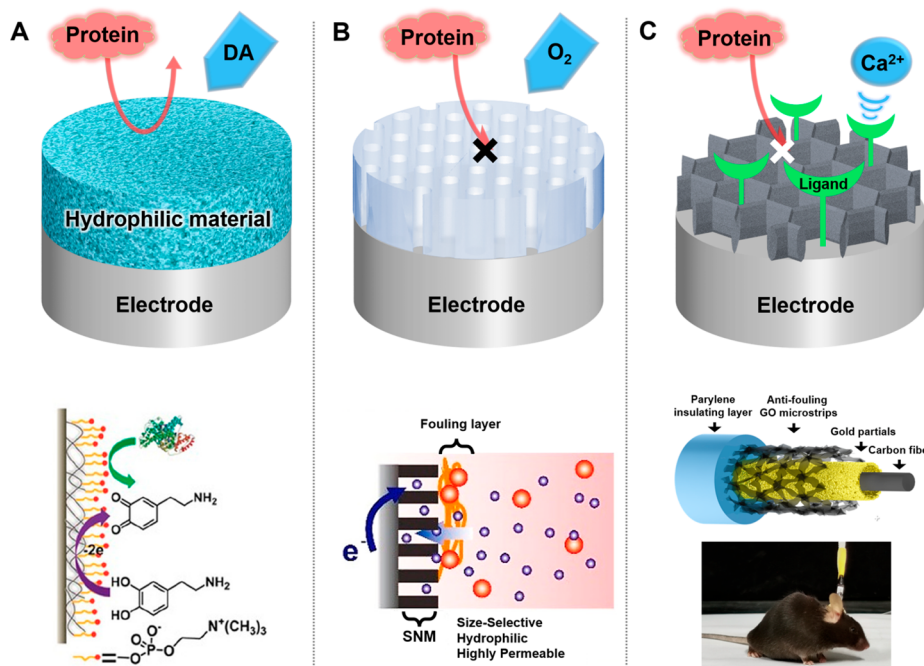 A
Protein
DA
Hydrophilic material
Electrode
B
Protein
O₂
Electrode
C
Protein
Ca²⁺
Ligand
Electrode
NH₂
O
O
-2e⁻
HO
HO
NH₂
O
O⁻
P
O
O
N⁺(CH₃)₃
Fouling layer
e⁻
SNM
Size-Selective
Hydrophilic
Highly Permeable
Parylene
insulating layer
Anti-fouling
GO microstrips
Gold partials
Carbon fibe